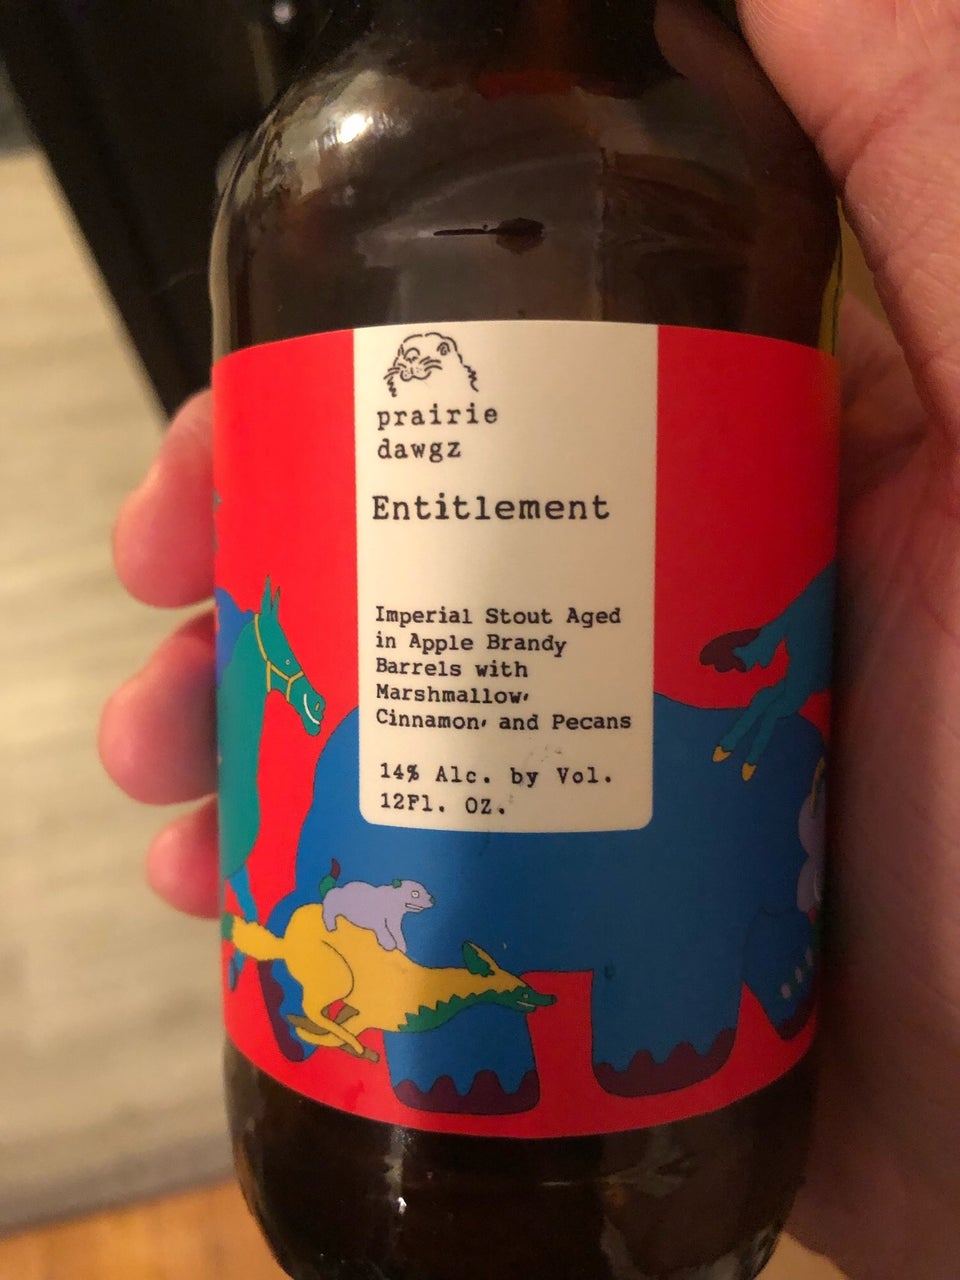 prairie
dawgz
Entitlement
Imperial Stout Aged
in Apple Brandy
Barrels with
Marshmallow,
Cinnamon, and Pecans
14% Alc. by Vol.
12Fl. OZ.